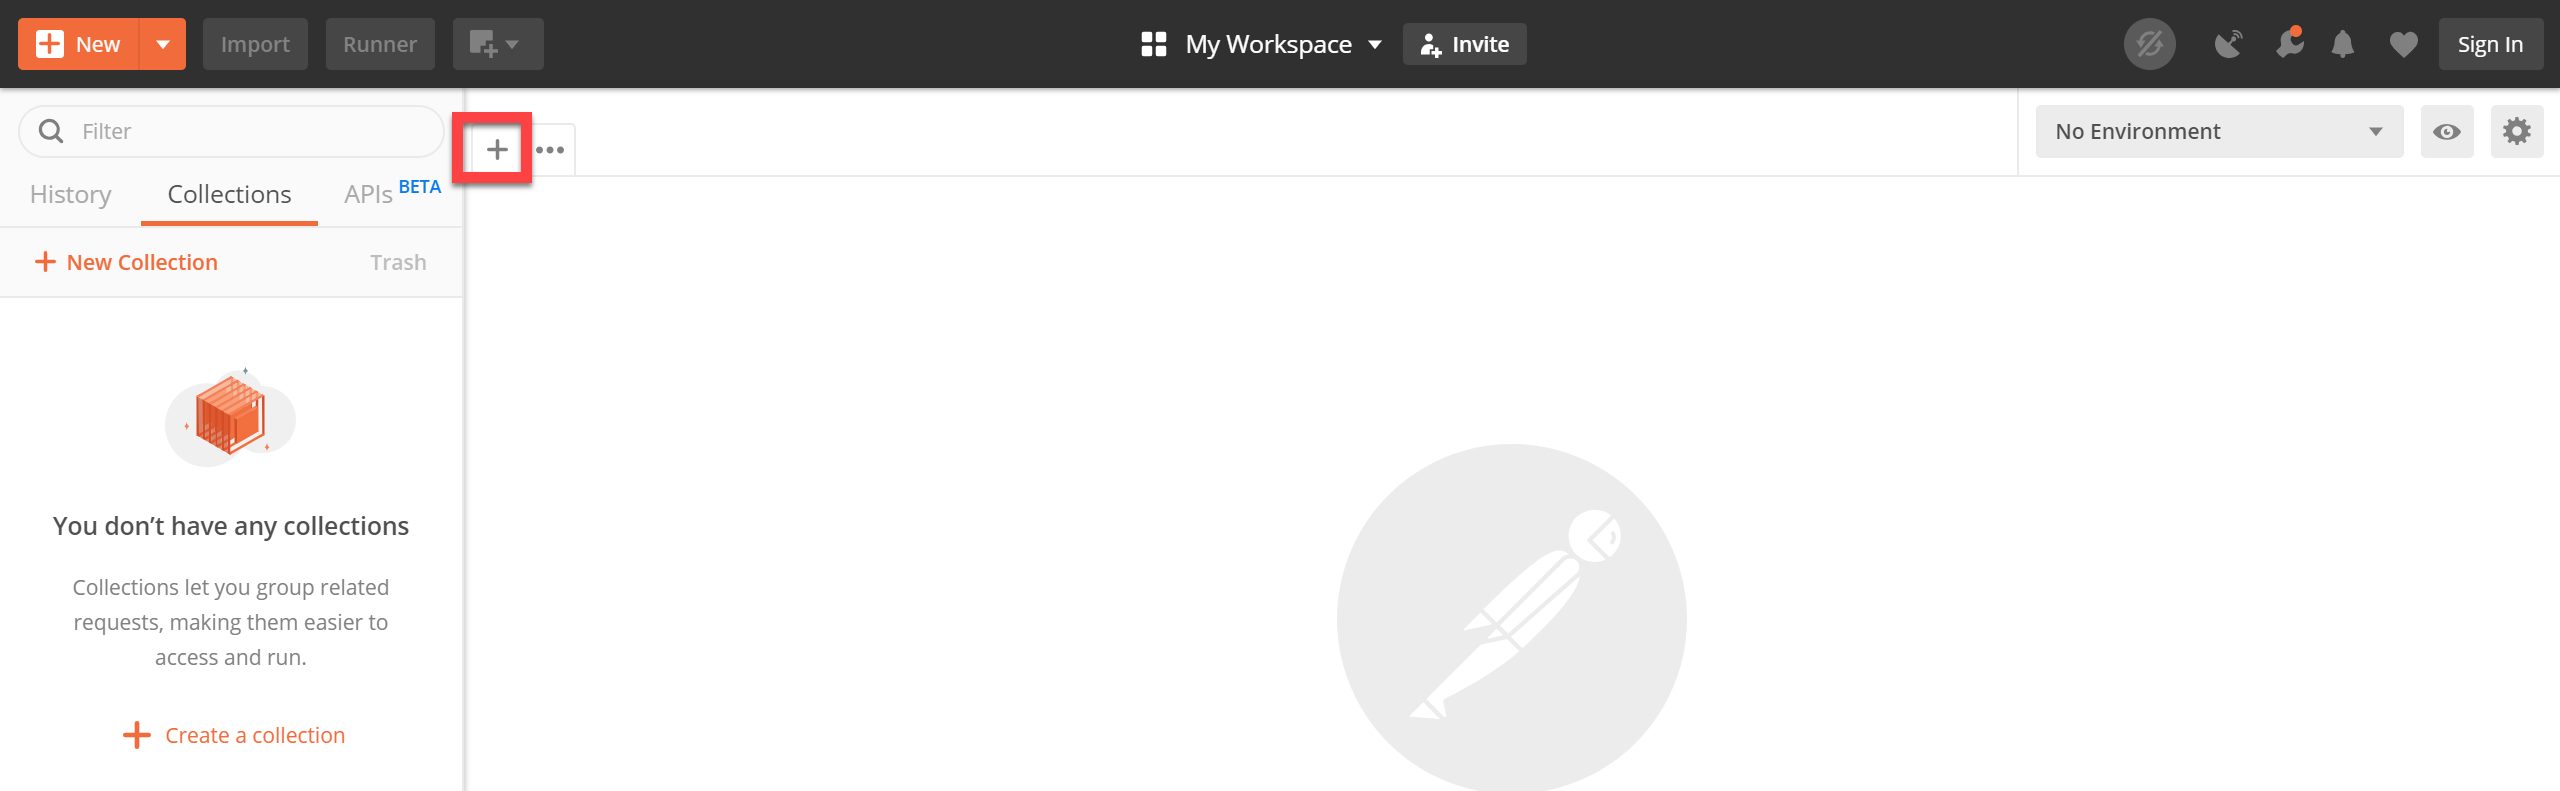 New
Import
Runner
My Workspace
Invite
Sign In
Filter
No Environment
History
Collections
APIs BETA
New Collection
Trash
You don’t have any collections
Collections let you group related
requests, making them easier to
access and run.
Create a collection